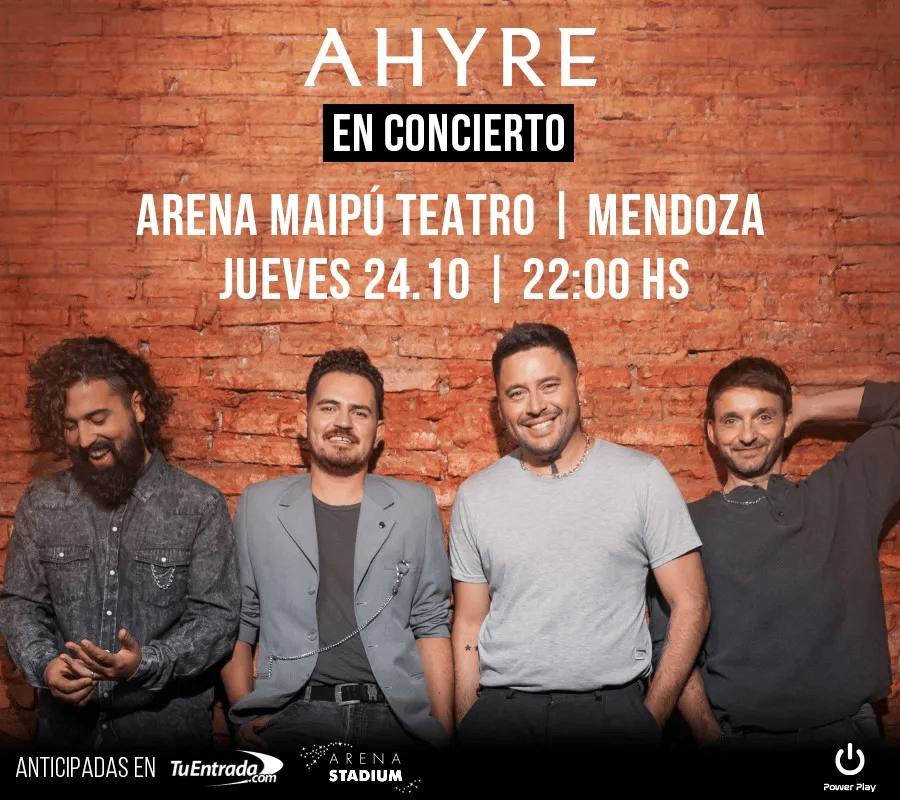 AHYRE
EN CONCIERTO
ARENA MAIPÚ TEATRO | MENDOZA
JUEVES 24.10 | 22:00 HS
ANTICIPADAS EN TuEntrada.com ARENA STADIUM
Power Play